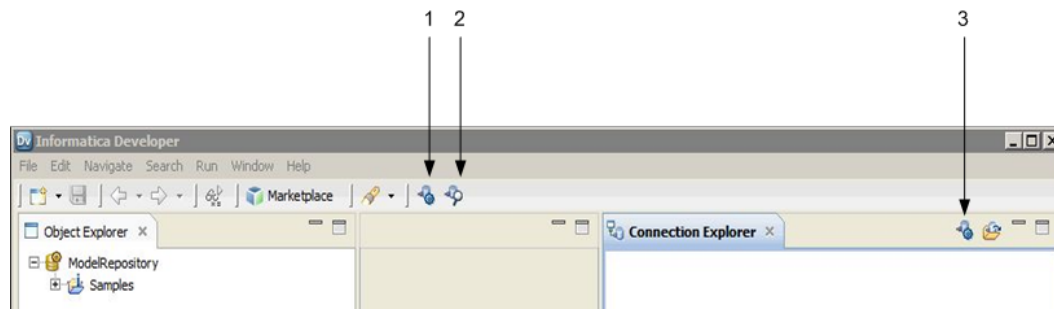 1 2 3
Dv Informatica Developer
File Edit Navigate Search Run Window Help
Marketplace
Object Explorer
Connection Explorer
ModelRepository
Samples